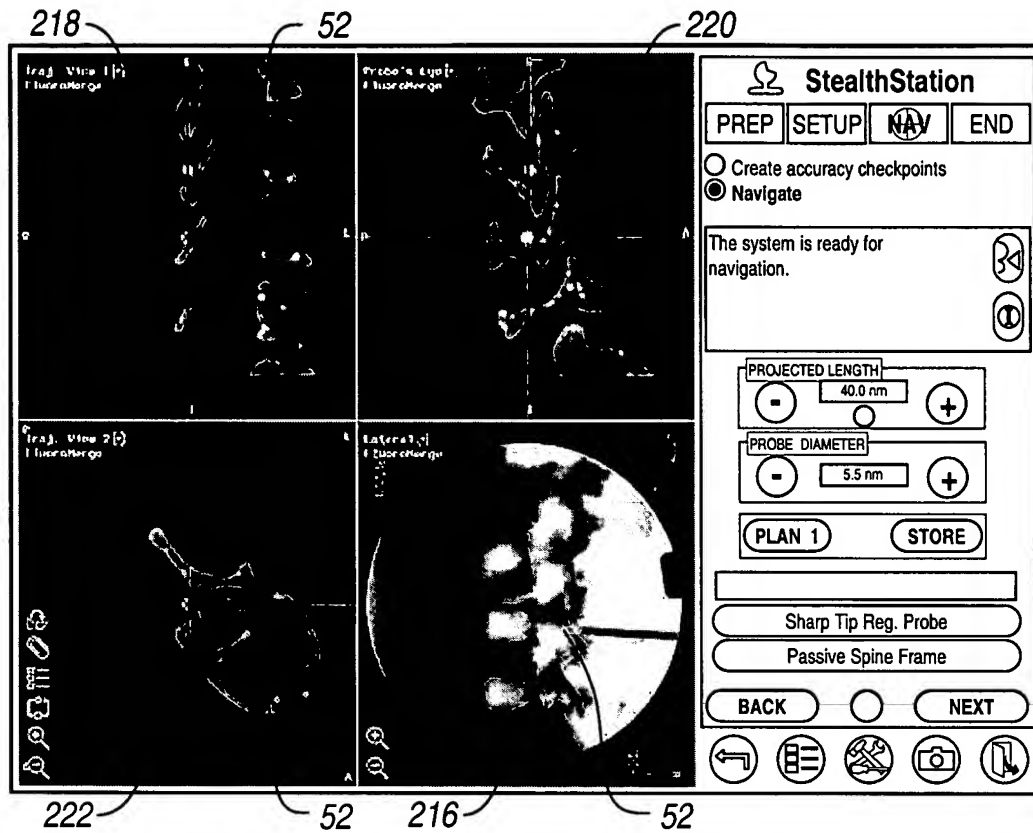 218 52 220
Traj. View 1
FluoroMerge
Probe's Eye
FluoroMerge
Traj. View 2
FluoroMerge
Lateral
FluoroMerge
StealthStation
PREP SETUP NAV END
Create accuracy checkpoints
Navigate
The system is ready for
navigation.
PROJECTED LENGTH
- 40.0 nm +
PROBE DIAMETER
- 5.5 nm +
PLAN 1 STORE
Sharp Tip Reg. Probe
Passive Spine Frame
BACK NEXT
222 52 216 52